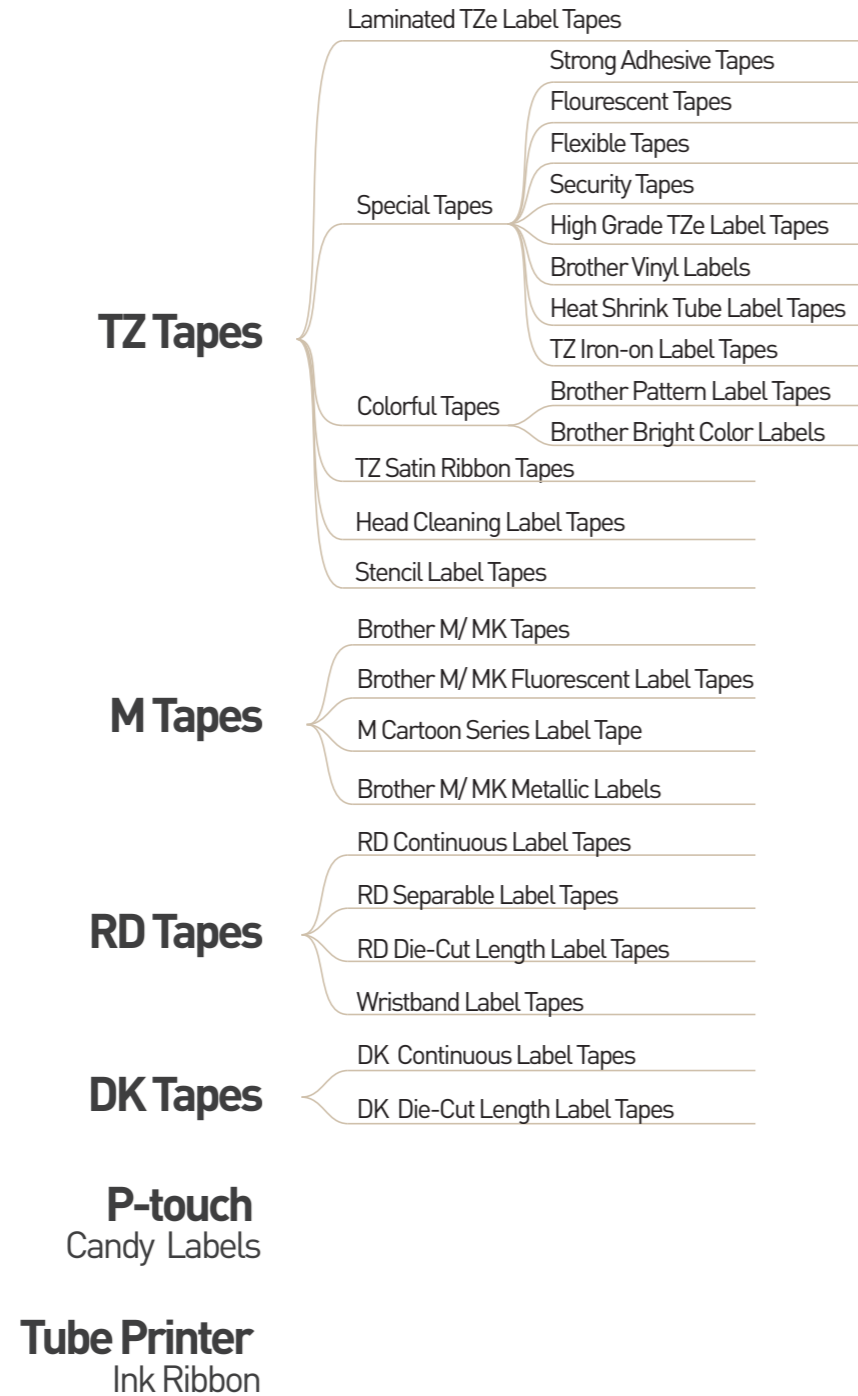 Laminated TZe Label Tapes
Strong Adhesive Tapes
Flourescent Tapes
Flexible Tapes
Security Tapes
Special Tapes
High Grade TZe Label Tapes
Brother Vinyl Labels
Heat Shrink Tube Label Tapes
TZ Tapes
TZ Iron-on Label Tapes
Brother Pattern Label Tapes
Colorful Tapes
Brother Bright Color Labels
TZ Satin Ribbon Tapes
Head Cleaning Label Tapes
Stencil Label Tapes
Brother M/ MK Tapes
Brother M/ MK Fluorescent Label Tapes
M Tapes
M Cartoon Series Label Tape
Brother M/ MK Metallic Labels
RD Continuous Label Tapes
RD Separable Label Tapes
RD Tapes
RD Die-Cut Length Label Tapes
Wristband Label Tapes
DK Continuous Label Tapes
DK Tapes
DK Die-Cut Length Label Tapes
P-touch
Candy Labels
Tube Printer
Ink Ribbon